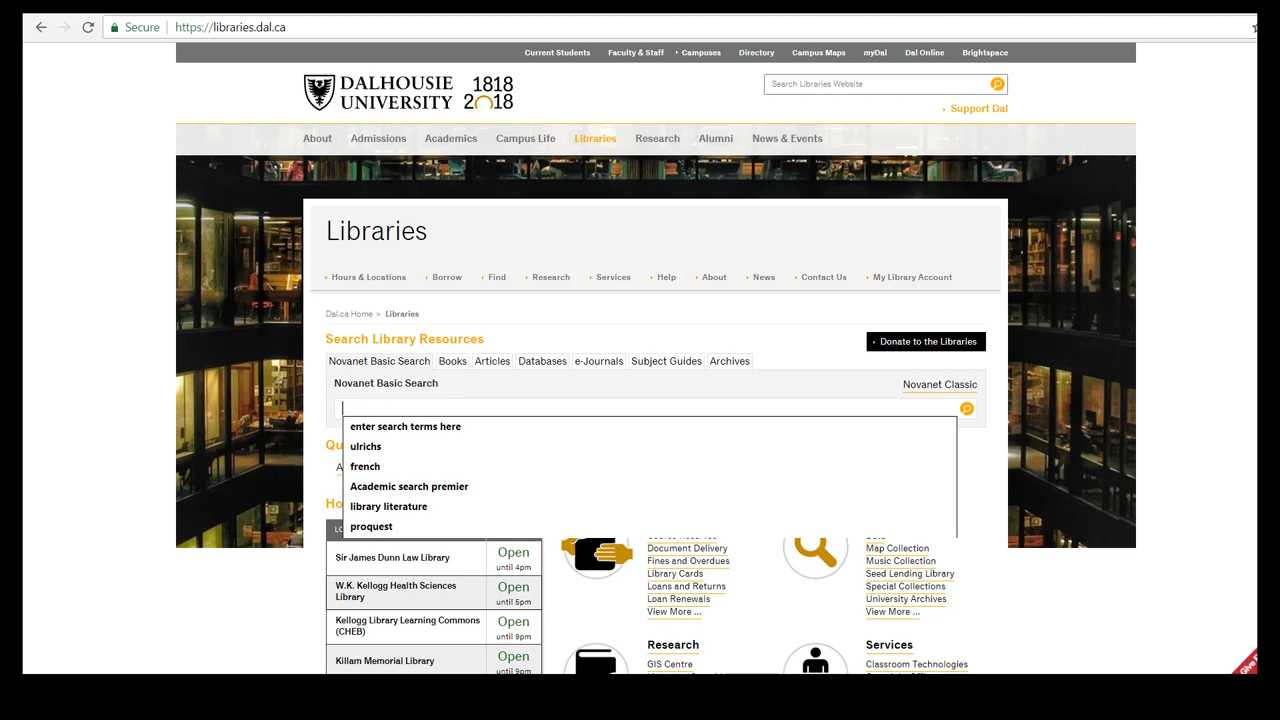 Secure
https://libraries.dal.ca
Current Students Faculty & Staff Campuses Directory Campus Maps myDal Dal Online Brightspace
DALHOUSIE
UNIVERSITY
1818
2018
Search Libraries Website
Support Dal
About Admissions Academics Campus Life Libraries Research Alumni News & Events
Libraries
Hours & Locations Borrow Find Research Services Help About News Contact Us My Library Account
Dal.ca Home > Libraries
Search Library Resources
Donate to the Libraries
Novanet Basic Search Books Articles Databases e-Journals Subject Guides Archives
Novanet Basic Search
Novanet Classic
enter search terms here
ulrichs
french
Academic search premier
library literature
proquest
Sir James Dunn Law Library
Open
until 4pm
W.K. Kellogg Health Sciences
Library
Open
until 5pm
Kellogg Library Learning Commons
(CHEB)
Open
until 9pm
Killam Memorial Library
Open
until 9pm
Document Delivery
Fines and Overdues
Library Cards
Loans and Returns
Loan Renewals
View More ...
Map Collection
Music Collection
Seed Lending Library
Special Collections
University Archives
View More ...
Research
GIS Centre
Services
Classroom Technologies